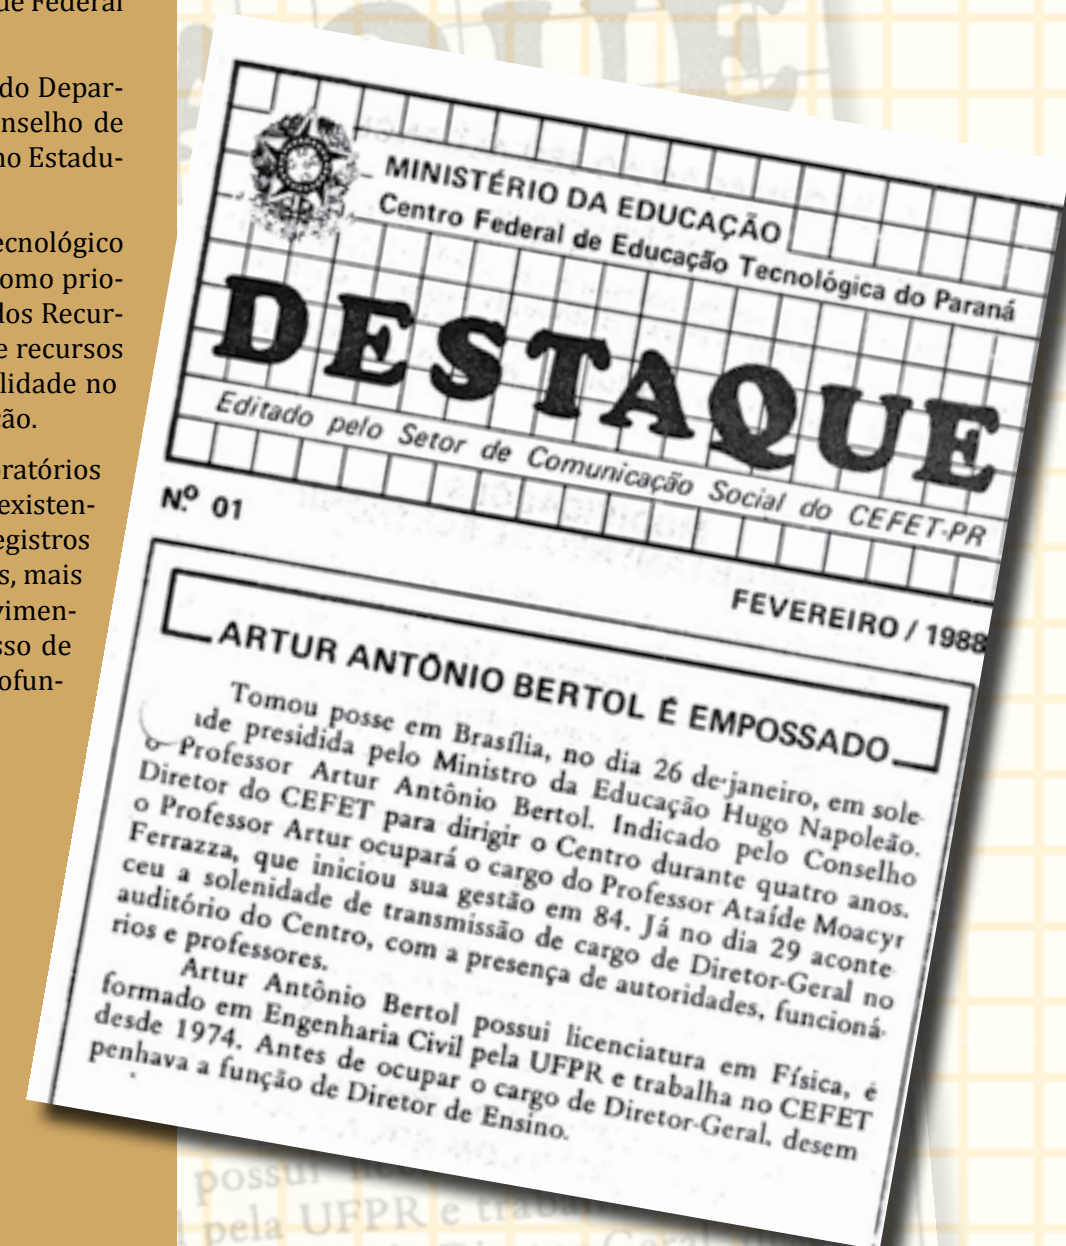 de Federal
do Depar-
nselho de
no Estadu-
ecnológico
omo prio-
dos Recur-
e recursos
lidade no
ção.
oratórios
existen-
egistros
s, mais
vimen-
sso de
ofun-
QUE
MINISTÉRIO DA EDUCAÇÃO
Centro Federal de Educação Tecnológica do Paraná
DESTAQUE
Editado pelo Setor de Comunicação Social do CEFET-PR
N.º 01
FEVEREIRO / 1988
ARTUR ANTÔNIO BERTOL É EMPOSSADO
Tomou posse em Brasília, no dia 26 de janeiro, em sole-
ide presidida pelo Ministro da Educação Hugo Napoleão.
o Professor Artur Antônio Bertol. Indicado pelo Conselho
Diretor do CEFET para dirigir o Centro durante quatro anos.
o Professor Artur ocupará o cargo do Professor Ataíde Moacyr
Ferrazza, que iniciou sua gestão em 84. Já no dia 29 aconte-
ceu a solenidade de transmissão de cargo de Diretor-Geral no
auditório do Centro, com a presença de autoridades, funcioná-
rios e professores.
Artur Antônio Bertol possui licenciatura em Física, é
formado em Engenharia Civil pela UFPR e trabalha no CEFET
desde 1974. Antes de ocupar o cargo de Diretor-Geral, desem
penhava a função de Diretor de Ensino.
possui
pela UFPR e